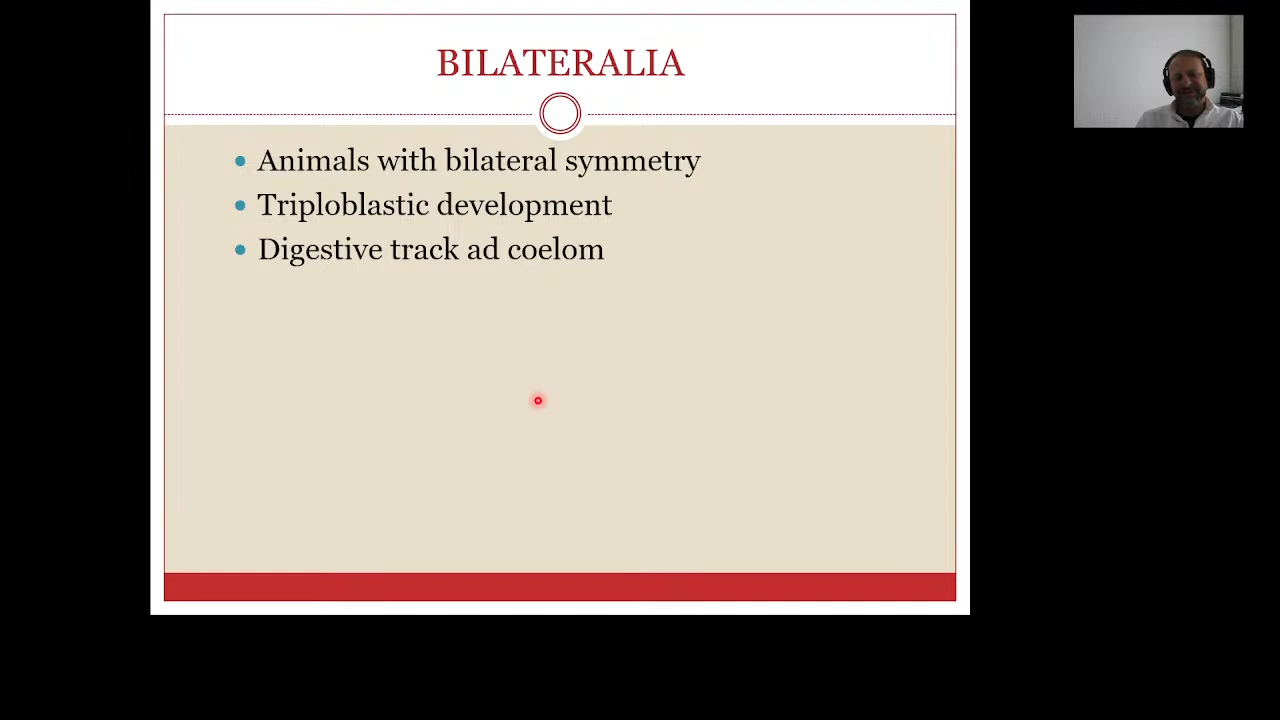 BILATERALIA
Animals with bilateral symmetry
Triploblastic development
Digestive track ad coelom